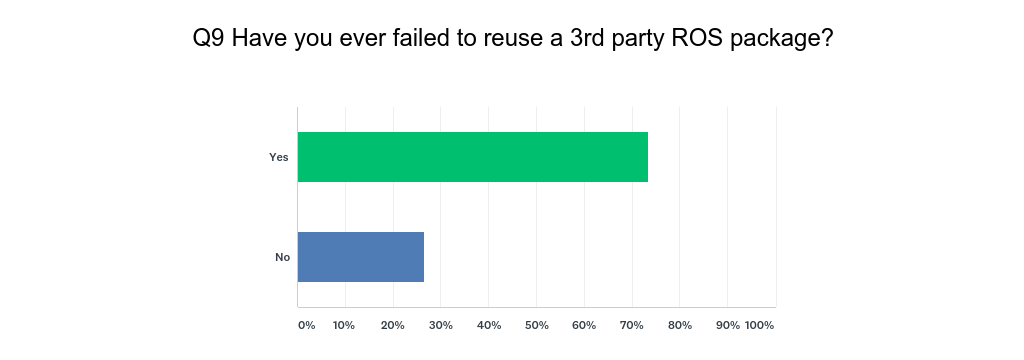 Q9 Have you ever failed to reuse a 3rd party ROS package?
Yes
No
0% 10% 20% 30% 40% 50% 60% 70% 80% 90% 100%